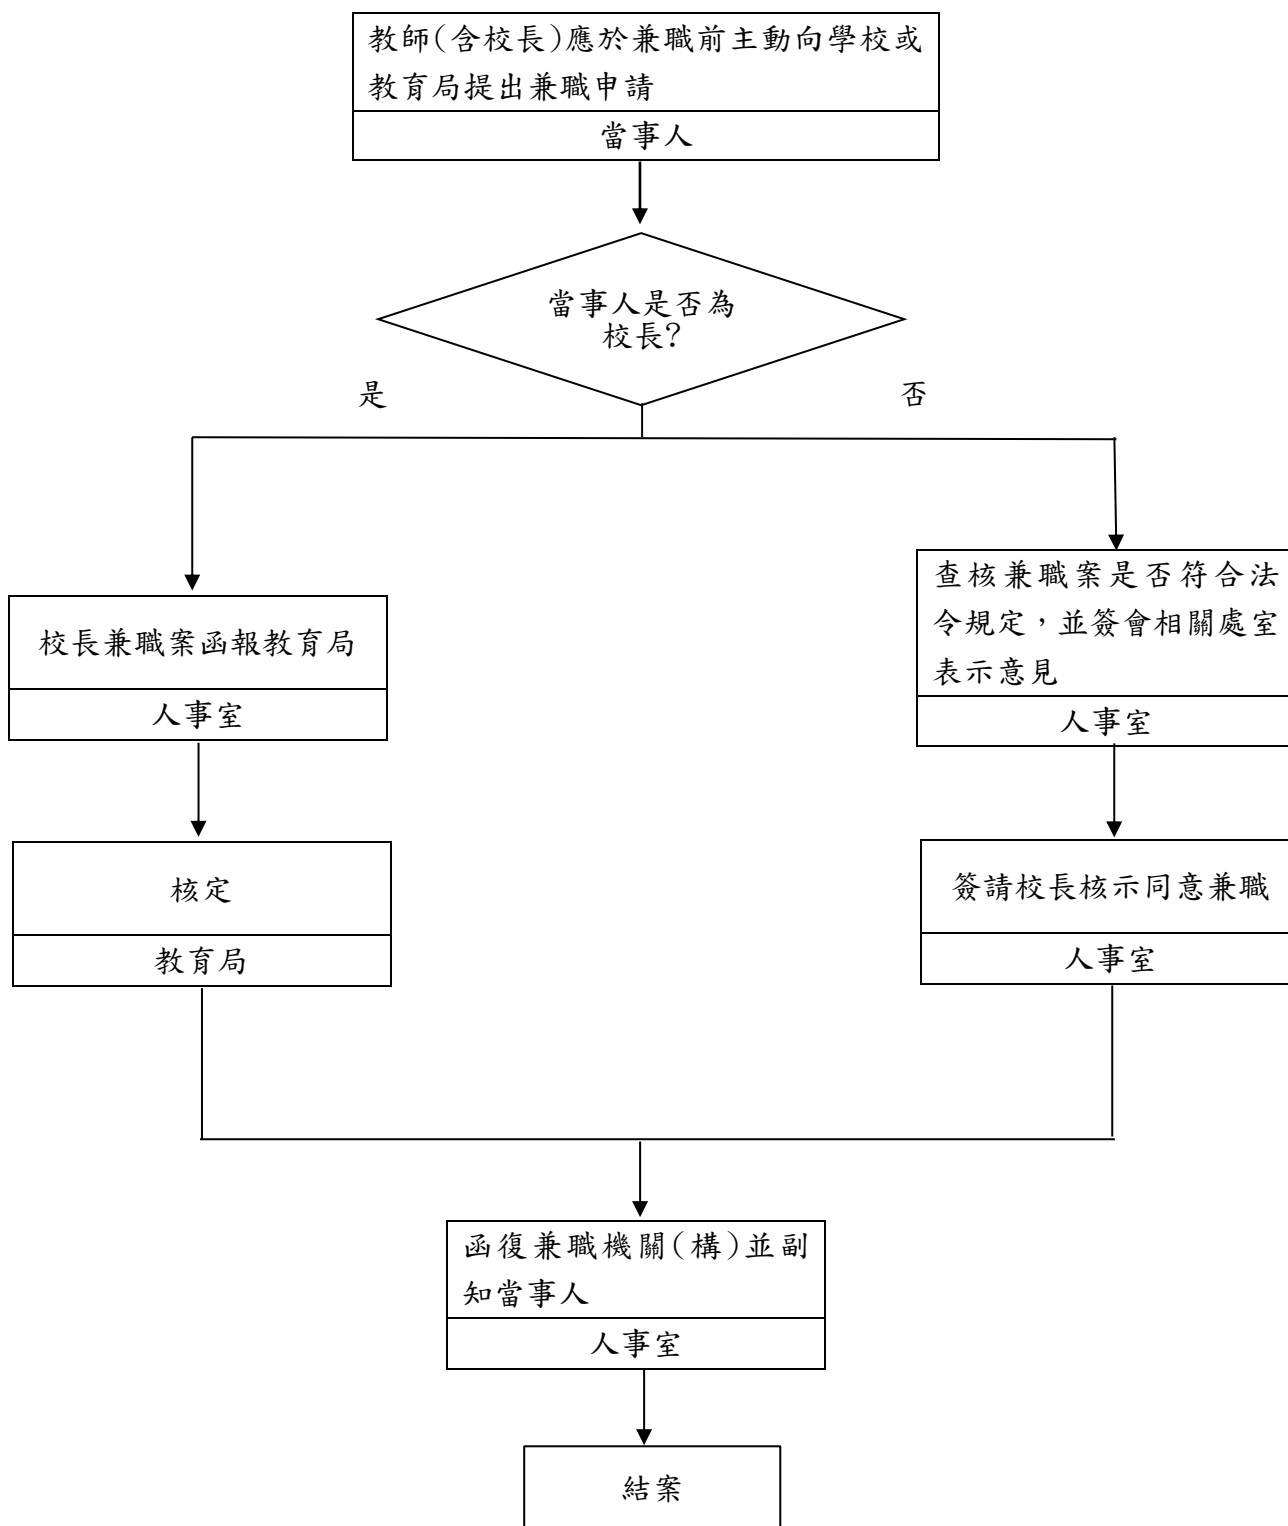 教師(含校長)應於兼職前主動向學校或
教育局提出兼職申請
當事人
當事人是否為
校長?
是
否
校長兼職案函報教育局
人事室
查核兼職案是否符合法
令規定，並簽會相關處室
表示意見
人事室
核定
教育局
簽請校長核示同意兼職
人事室
函復兼職機關(構)並副
知當事人
人事室
結案